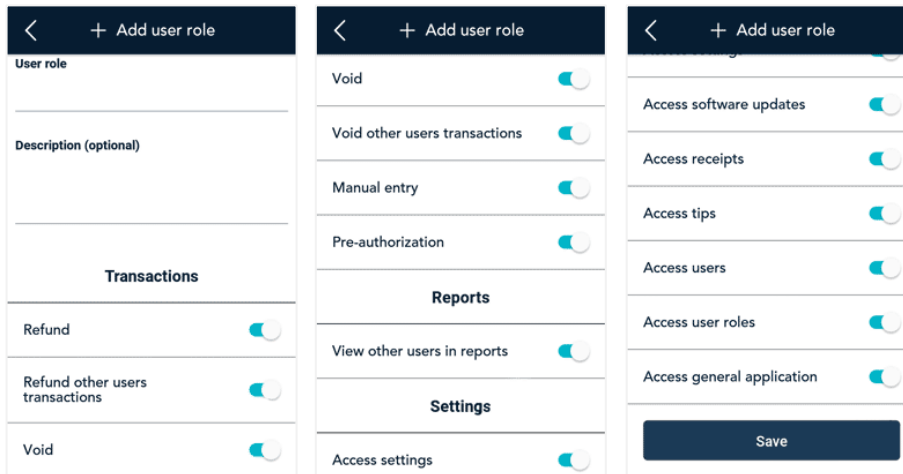 + Add user role
User role
Description (optional)
Transactions
Refund
Refund other users
transactions
Void
+ Add user role
Void
Void other users transactions
Manual entry
Pre-authorization
Reports
View other users in reports
Settings
Access settings
+ Add user role
Access software updates
Access receipts
Access tips
Access users
Access user roles
Access general application
Save